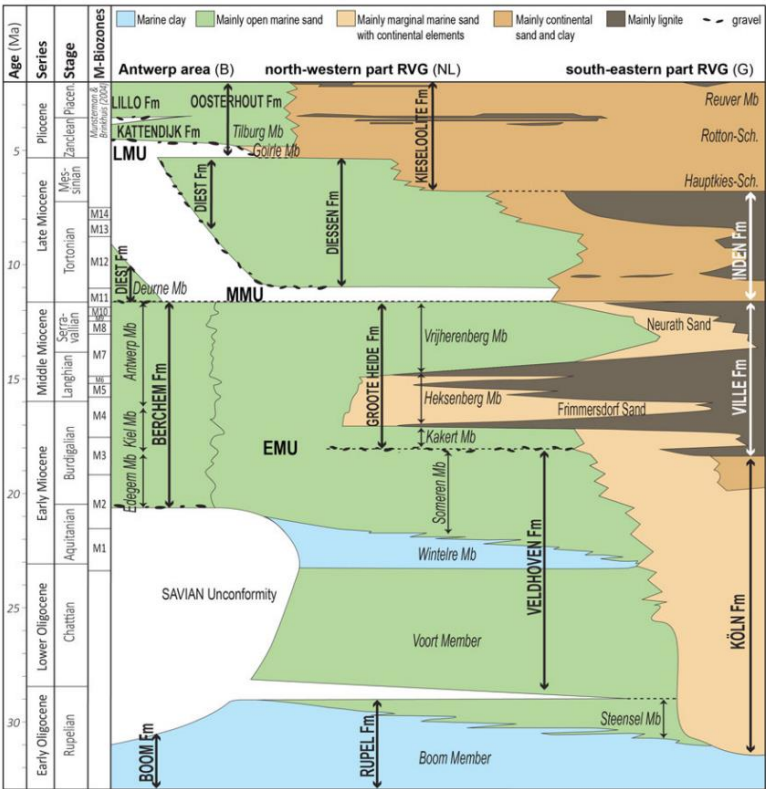 Marine clay
Mainly open marine sand
Mainly marginal marine sand
with continental elements
Mainly continental
sand and clay
Mainly lignite
gravel
Age (Ma)
Series
Stage
M-Biozones
Munsterman &
Brinkhuis (2004)
Antwerp area (B)
north-western part RVG (NL)
south-eastern part RVG (G)
5
10
15
20
25
30
Pliocene
Late Miocene
Middle Miocene
Early Miocene
Lower Oligocene
Early Oligocene
Piacen.
Zanclean
Mes-
sinian
Tortonian
Serra-
vallian
Langhian
Burdigalian
Aquitanian
Chattian
Rupelian
M14
M13
M12
M11
M10
M9
M8
M7
M6
M5
M4
M3
M2
M1
LILLO Fm
OOSTERHOUT Fm
KATTENDIJK Fm
Tilburg Mb
Goirle Mb
LMU
DIEST Fm
DIESSEN Fm
KIESELOOLITE Fm
Reuver Mb
Rotton-Sch.
Hauptkies-Sch.
INDEN Fm
DIEST Fm
Deurne Mb
MMU
Antwerp Mb
Kiel Mb
Edegem Mb
BERCHEM Fm
EMU
GROOTE HEIDE Fm
Vrijherenberg Mb
Heksenberg Mb
Kakert Mb
Neurath Sand
Frimmersdorf Sand
VILLE Fm
Someren Mb
Wintelre Mb
VELDHOVEN Fm
KÖLN Fm
SAVIAN Unconformity
Voort Member
Steensel Mb
BOOM Fm
RUPEL Fm
Boom Member